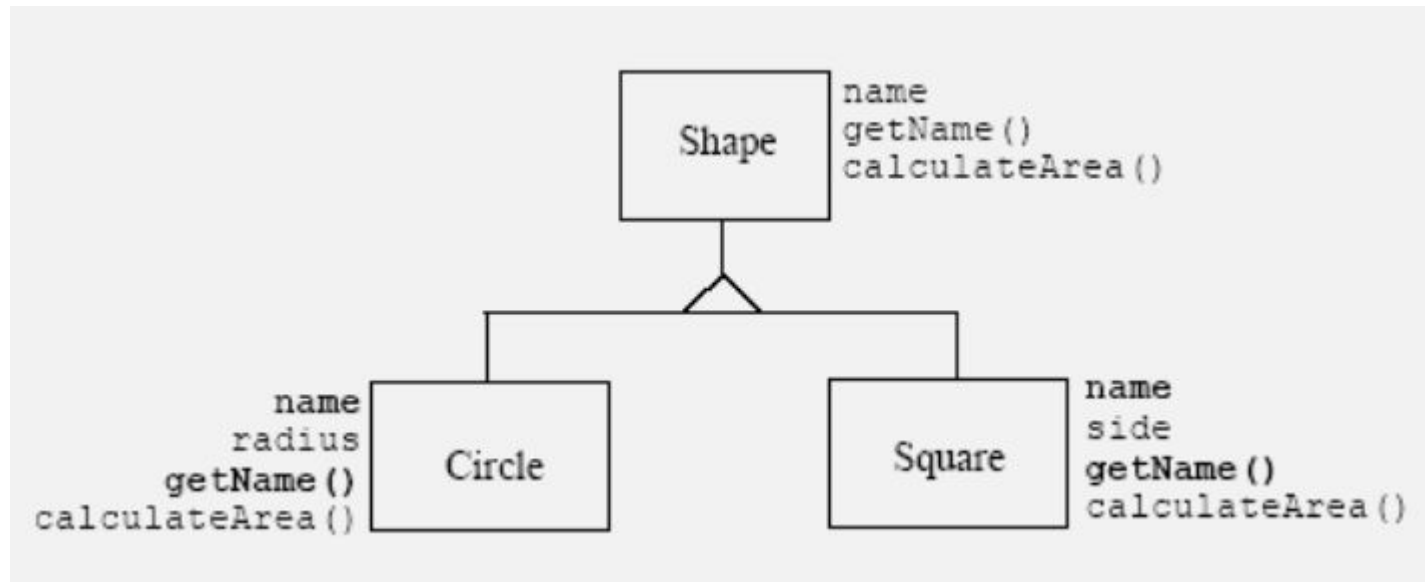 Shape
name
getName()
calculateArea()
name
radius
getName()
calculateArea()
Circle
Square
name
side
getName()
calculateArea()